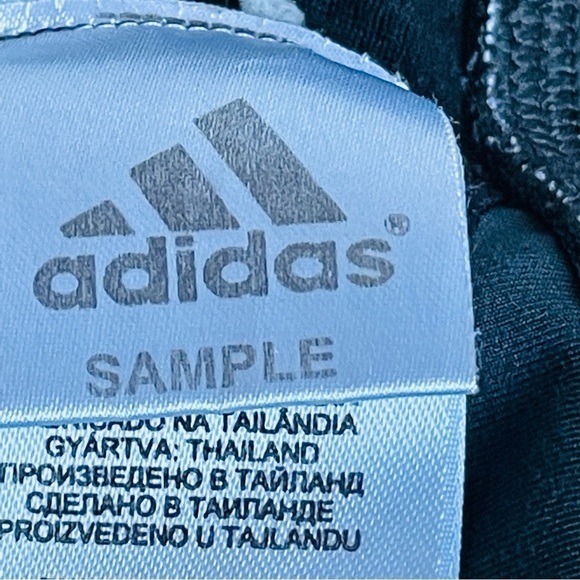 adidas®
SAMPLE
NA TAILÂNDIA
GYÁRTVA: THAILAND
ПРОИЗВЕДЕНО В ТАЙЛАНД
СДЕЛАНО В ТАИЛАНДЕ
PROIZVEDENO U TAJLANDU